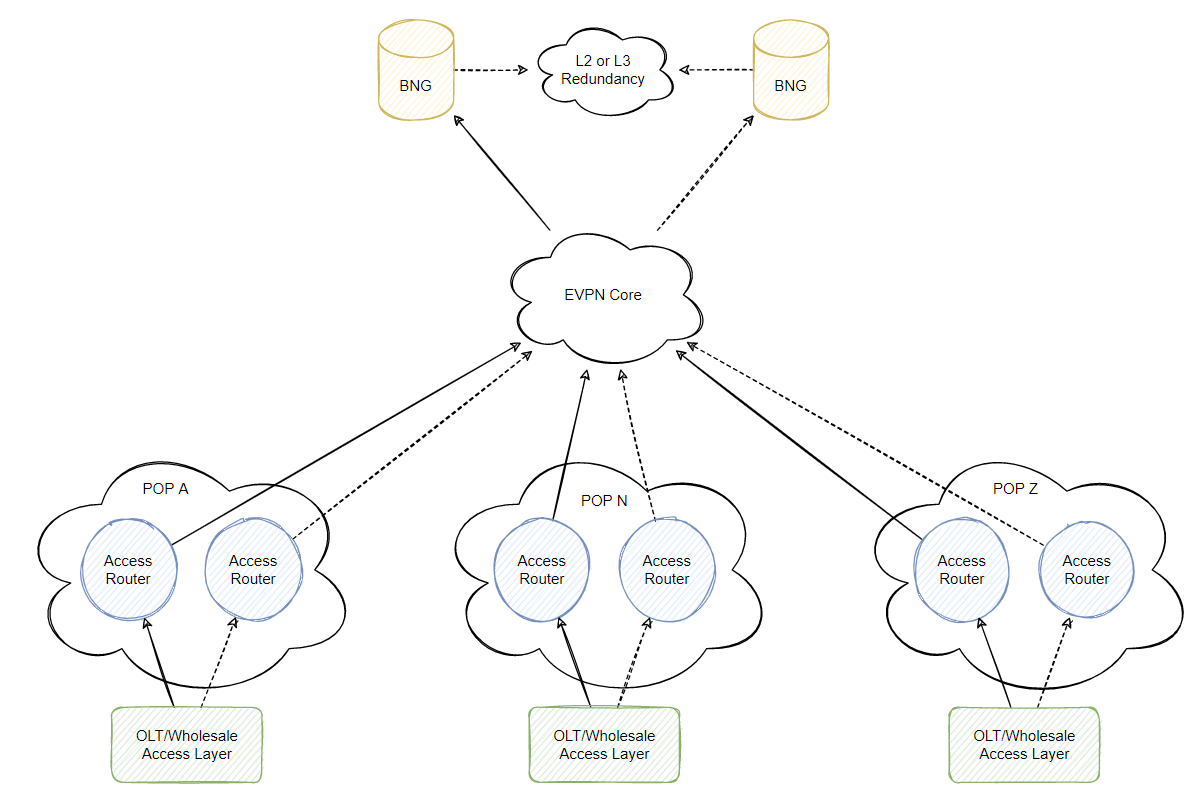 BNG
L2 or L3
Redundancy
BNG
EVPN Core
POP A
Access
Router
Access
Router
POP N
Access
Router
Access
Router
POP Z
Access
Router
Access
Router
OLT/Wholesale
Access Layer
OLT/Wholesale
Access Layer
OLT/Wholesale
Access Layer